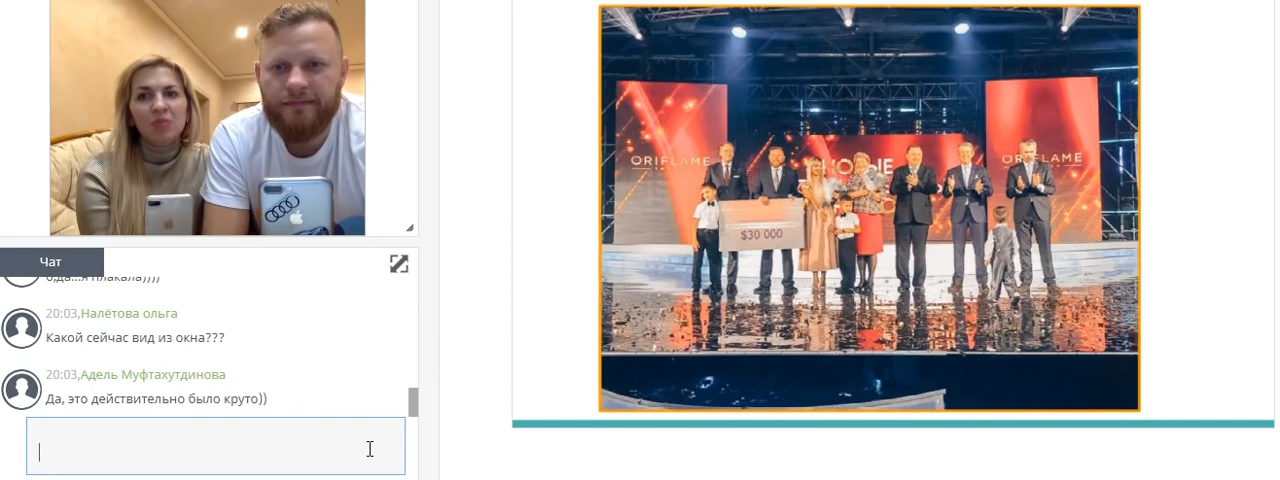 ORIFLAME
НОВЫЕ
ORIFLAME
$30 000
Чат
20:03,Налётова ольга
Какой сейчас вид из окна???
20:03,Адель Муфтахутдинова
Да, это действительно было круто))